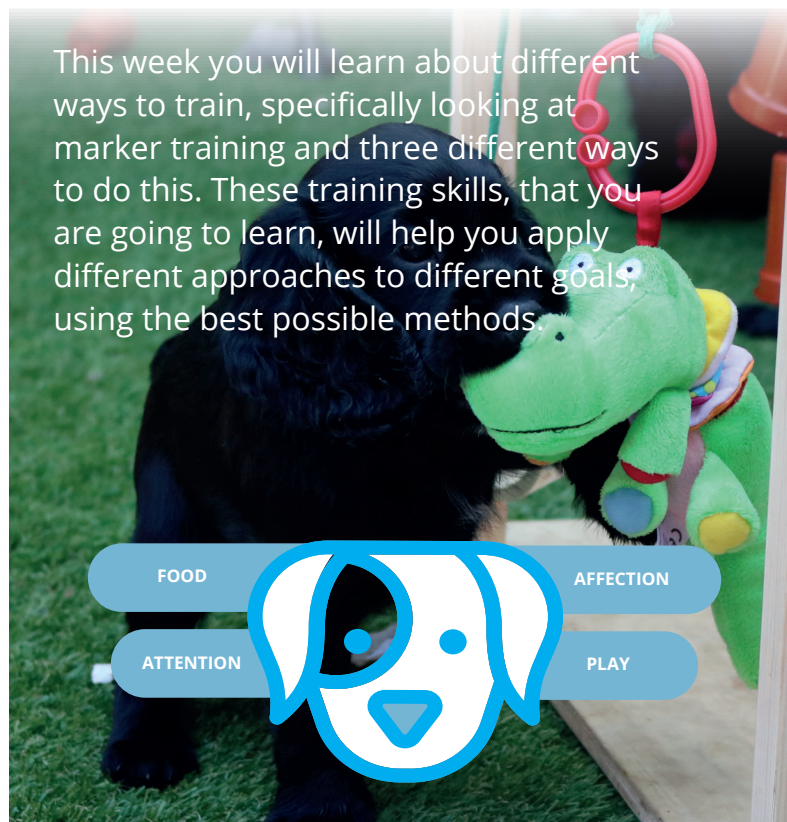 This week you will learn about different
ways to train, specifically looking at
marker training and three different ways
to do this. These training skills, that you
are going to learn, will help you apply
different approaches to different goals,
using the best possible methods.
FOOD
AFFECTION
ATTENTION
PLAY